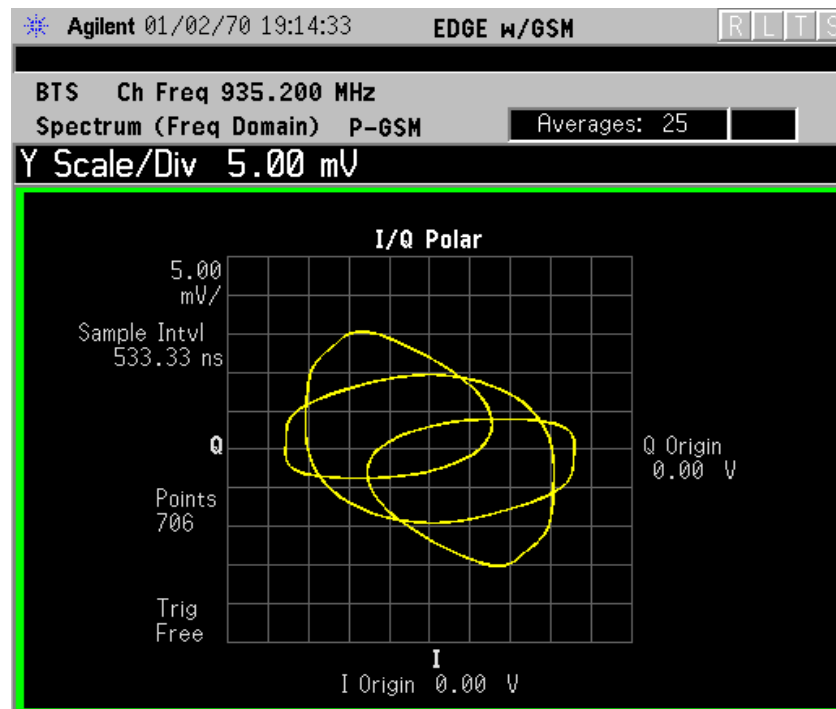 Agilent 01/02/70 19:14:33 EDGE w/GSM R L T S
BTS Ch Freq 935.200 MHz
Spectrum (Freq Domain) P-GSM Averages: 25
Y Scale/Div 5.00 mV
I/Q Polar
5.00
mV/
Sample Intvl
533.33 ns
Q
Q Origin
0.00 V
Points
706
Trig
Free
I
I Origin 0.00 V